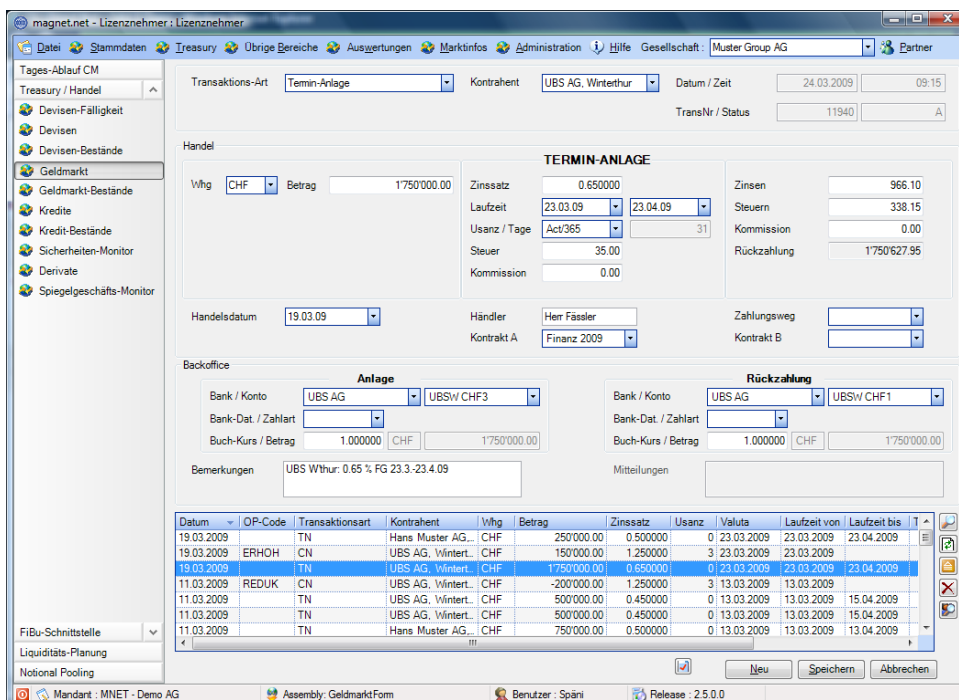 magnet.net - Lizenznehmer : Lizenznehmer
Datei Stammdaten Treasury Übrige Bereiche Auswertungen Marktinfos Administration Hilfe Gesellschaft : Muster Group AG Partner
Tages-Ablauf CM
Treasury / Handel
Devisen-Fälligkeit
Devisen
Devisen-Bestände
Geldmarkt
Geldmarkt-Bestände
Kredite
Kredit-Bestände
Sicherheiten-Monitor
Derivate
Spiegelgeschäfts-Monitor
FiBu-Schnittstelle
Liquiditäts-Planung
Notional Pooling
Transaktions-Art Termin-Anlage Kontrahent UBS AG, Winterthur Datum / Zeit 24.03.2009 09:15
TransNr / Status 11940 A
Handel
TERMIN-ANLAGE
Whg CHF Betrag 1'750'000.00 Zinssatz 0.650000 Zinsen 966.10
Laufzeit 23.03.09 23.04.09 Steuern 338.15
Usanz / Tage Act/365 31 Kommission 0.00
Steuer 35.00 Rückzahlung 1'750'627.95
Kommission 0.00
Handelsdatum 19.03.09 Händler Herr Fässler Zahlungsweg
Kontrakt A Finanz 2009 Kontrakt B
Backoffice
Anlage Rückzahlung
Bank / Konto UBS AG UBSW CHF3 Bank / Konto UBS AG UBSW CHF1
Bank-Dat. / Zahlart Bank-Dat. / Zahlart
Buch-Kurs / Betrag 1.000000 CHF 1'750'000.00 Buch-Kurs / Betrag 1.000000 CHF 1'750'000.00
Bemerkungen UBS W'thur: 0.65 % FG 23.3.-23.4.09 Mitteilungen
Datum OP-Code Transaktionsart Kontrahent Whg Betrag Zinssatz Usanz Valuta Laufzeit von Laufzeit bis T
19.03.2009 TN Hans Muster AG,.. CHF 250'000.00 0.500000 0 23.03.2009 23.03.2009 23.04.2009
19.03.2009 ERHOH CN UBS AG, Wintert.. CHF 150'000.00 1.250000 3 23.03.2009 23.03.2009
19.03.2009 TN UBS AG, Wintert.. CHF 1'750'000.00 0.650000 0 23.03.2009 23.03.2009 23.04.2009
11.03.2009 REDUK CN UBS AG, Wintert.. CHF -200'000.00 1.250000 3 13.03.2009 13.03.2009
11.03.2009 TN UBS AG, Wintert.. CHF 500'000.00 0.450000 0 13.03.2009 13.03.2009 15.04.2009
11.03.2009 TN UBS AG, Wintert.. CHF 500'000.00 0.450000 0 13.03.2009 13.03.2009 15.04.2009
11.03.2009 TN Hans Muster AG,.. CHF 750'000.00 0.500000 0 13.03.2009 13.03.2009 13.04.2009
Neu Speichern Abbrechen
Mandant : MNET - Demo AG Assembly: GeldmarktForm Benutzer : Späni Release : 2.5.0.0